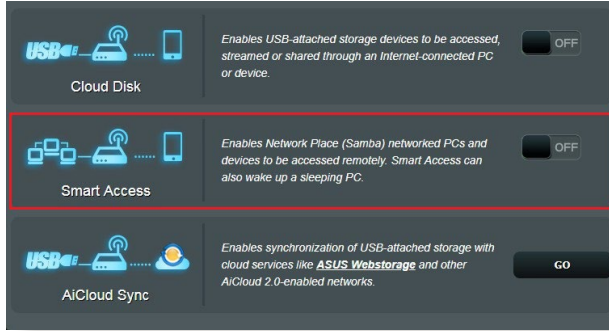 Enables USB-attached storage devices to be accessed,
streamed or shared through an Internet-connected PC
or device.
OFF
USB
Cloud Disk
Enables Network Place (Samba) networked PCs and
devices to be accessed remotely. Smart Access can
also wake up a sleeping PC.
OFF
Smart Access
Enables synchronization of USB-attached storage with
cloud services like ASUS Webstorage and other
AiCloud 2.0-enabled networks.
GO
USB
AiCloud Sync